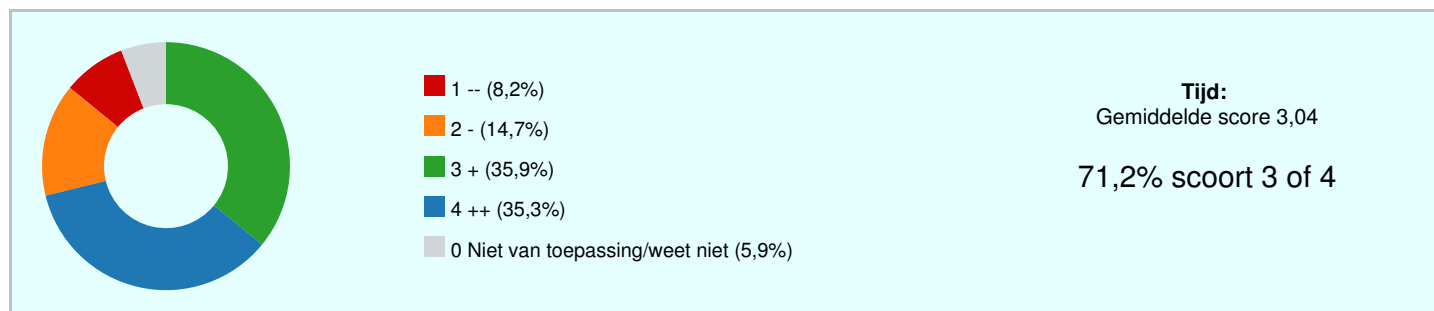 1 -- (8,2%)
2 - (14,7%)
3 + (35,9%)
4 ++ (35,3%)
0 Niet van toepassing/weet niet (5,9%)
Tijd:
Gemiddelde score 3,04
71,2% scoort 3 of 4